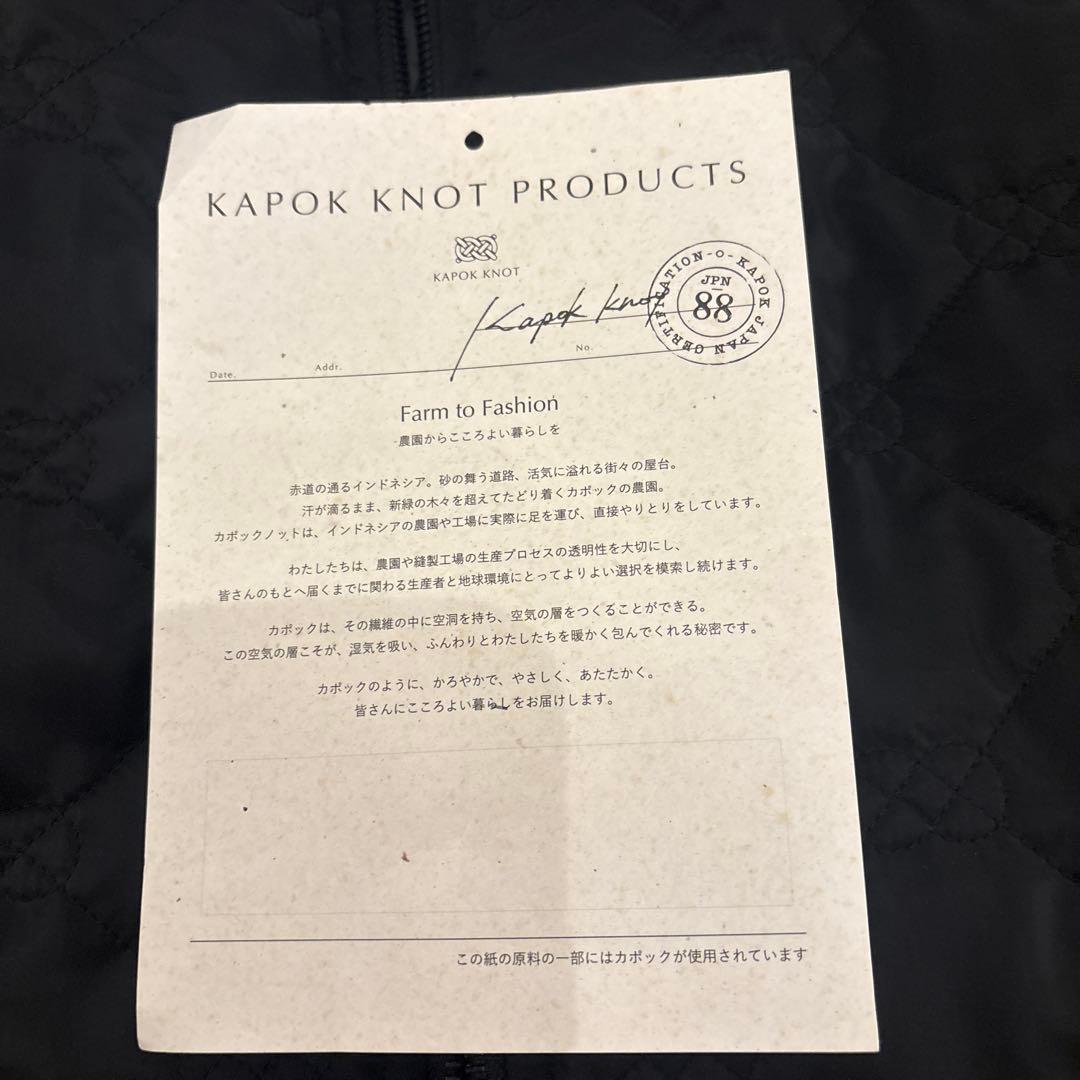 KAPOK KNOT PRODUCTS
KAPOK KNOT
Kapok Knot
CERTIFICATION-O-KAPOK JAPAN
JPN
88
Date.
Addr.
No.
Farm to Fashion
-農園からこころよい暮らしを
赤道の通るインドネシア。砂の舞う道路、活気に溢れる街々の屋台。
汗が滴るまま、新緑の木々を超えてたどり着くカポックの農園。
カポックノットは、インドネシアの農園や工場に実際に足を運び、直接やりとりをしています。
わたしたちは、農園や縫製工場の生産プロセスの透明性を大切にし、
皆さんのもとへ届くまでに関わる生産者と地球環境にとってよりよい選択を模索し続けます。
カポックは、その繊維の中に空洞を持ち、空気の層をつくることができる。
この空気の層こそが、湿気を吸い、ふんわりとわたしたちを暖かく包んでくれる秘密です。
カポックのように、かろやかで、やさしく、あたたかく。
皆さんにこころよい暮らしをお届けします。
この紙の原料の一部にはカポックが使用されています